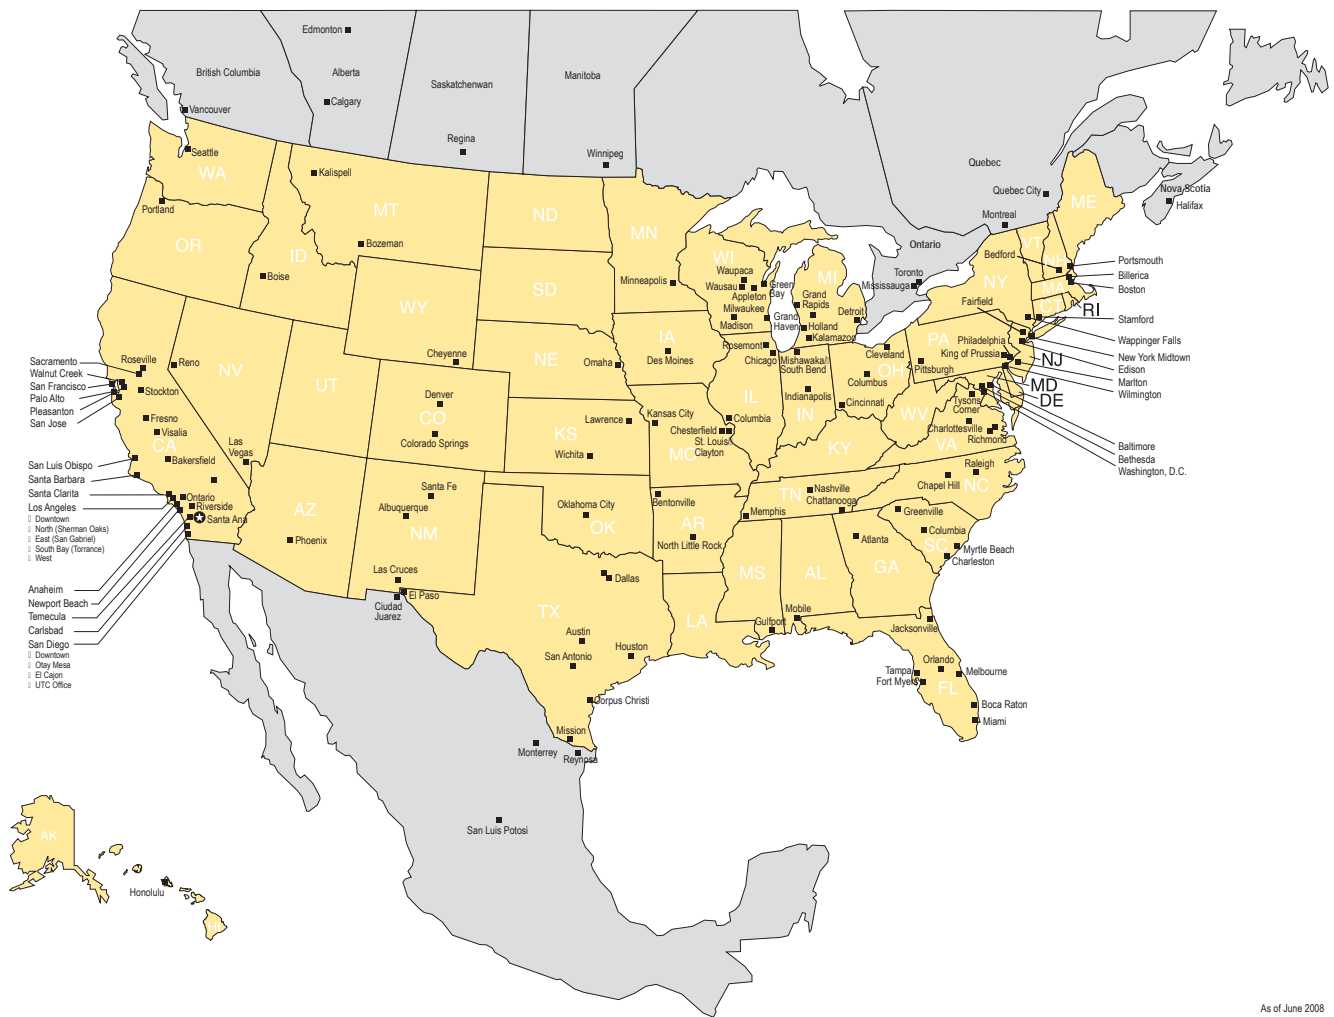 Edmonton
British Columbia
Alberta
Saskatchewan
Manitoba
Calgary
Vancouver
Regina
Winnipeg
Quebec
Quebec City
Nova Scotia
Halifax
Montreal
Ontario
Toronto
Mississauga
Seattle
WA
Kalispell
Portland
OR
MT
ID
Bozeman
Boise
ND
MN
SD
WY
Minneapolis
WI
Waupaca
Wausau
Appleton
Green
Bay
Milwaukee
Madison
MI
Grand
Rapids
Detroit
Grand
Haven
Holland
Kalamazoo
ME
VT
NH
Bedford
NY
MA
CT
Fairfield
Portsmouth
Billerica
Boston
RI
Stamford
Wappinger Falls
New York Midtown
Edison
Marlton
Wilmington
NJ
MD
DE
PA
Philadelphia
King of Prussia
Pittsburgh
Cleveland
OH
Columbus
Cincinnati
Rosemont
Chicago
Mishawaka/
South Bend
Indianapolis
IN
IL
IA
Des Moines
NE
Omaha
Cheyenne
NV
UT
Reno
Roseville
Sacramento
Walnut Creek
San Francisco
Palo Alto
Pleasanton
San Jose
Stockton
Fresno
Visalia
CA
Bakersfield
Las
Vegas
Denver
CO
Colorado Springs
Lawrence
KS
Wichita
Kansas City
Columbia
Chesterfield
St. Louis/
Clayton
MO
KY
WV
Tysons
Corner
Charlottesville
VA
Richmond
Baltimore
Bethesda
Washington, D.C.
San Luis Obispo
Santa Barbara
Santa Clarita
Los Angeles
Downtown
North (Sherman Oaks)
East (San Gabriel)
South Bay (Torrance)
West
Ontario
Riverside
Santa Ana
Anaheim
Newport Beach
Temecula
Carlsbad
San Diego
Downtown
Otay Mesa
El Cajon
UTC Office
AZ
Phoenix
Santa Fe
Albuquerque
NM
Las Cruces
El Paso
Ciudad
Juarez
Oklahoma City
OK
Bentonville
AR
North Little Rock
TN
Nashville
Chattanooga
Memphis
Raleigh
Chapel Hill
NC
Greenville
Columbia
SC
Myrtle Beach
Charleston
Atlanta
GA
MS
AL
Mobile
Gulfport
LA
TX
Dallas
Austin
Houston
San Antonio
Corpus Christi
Mission
Monterrey
Reynosa
San Luis Potosi
Jacksonville
Orlando
Tampa
Fort Myers
Melbourne
FL
Boca Raton
Miami
AK
Honolulu
HI
As of June 2008